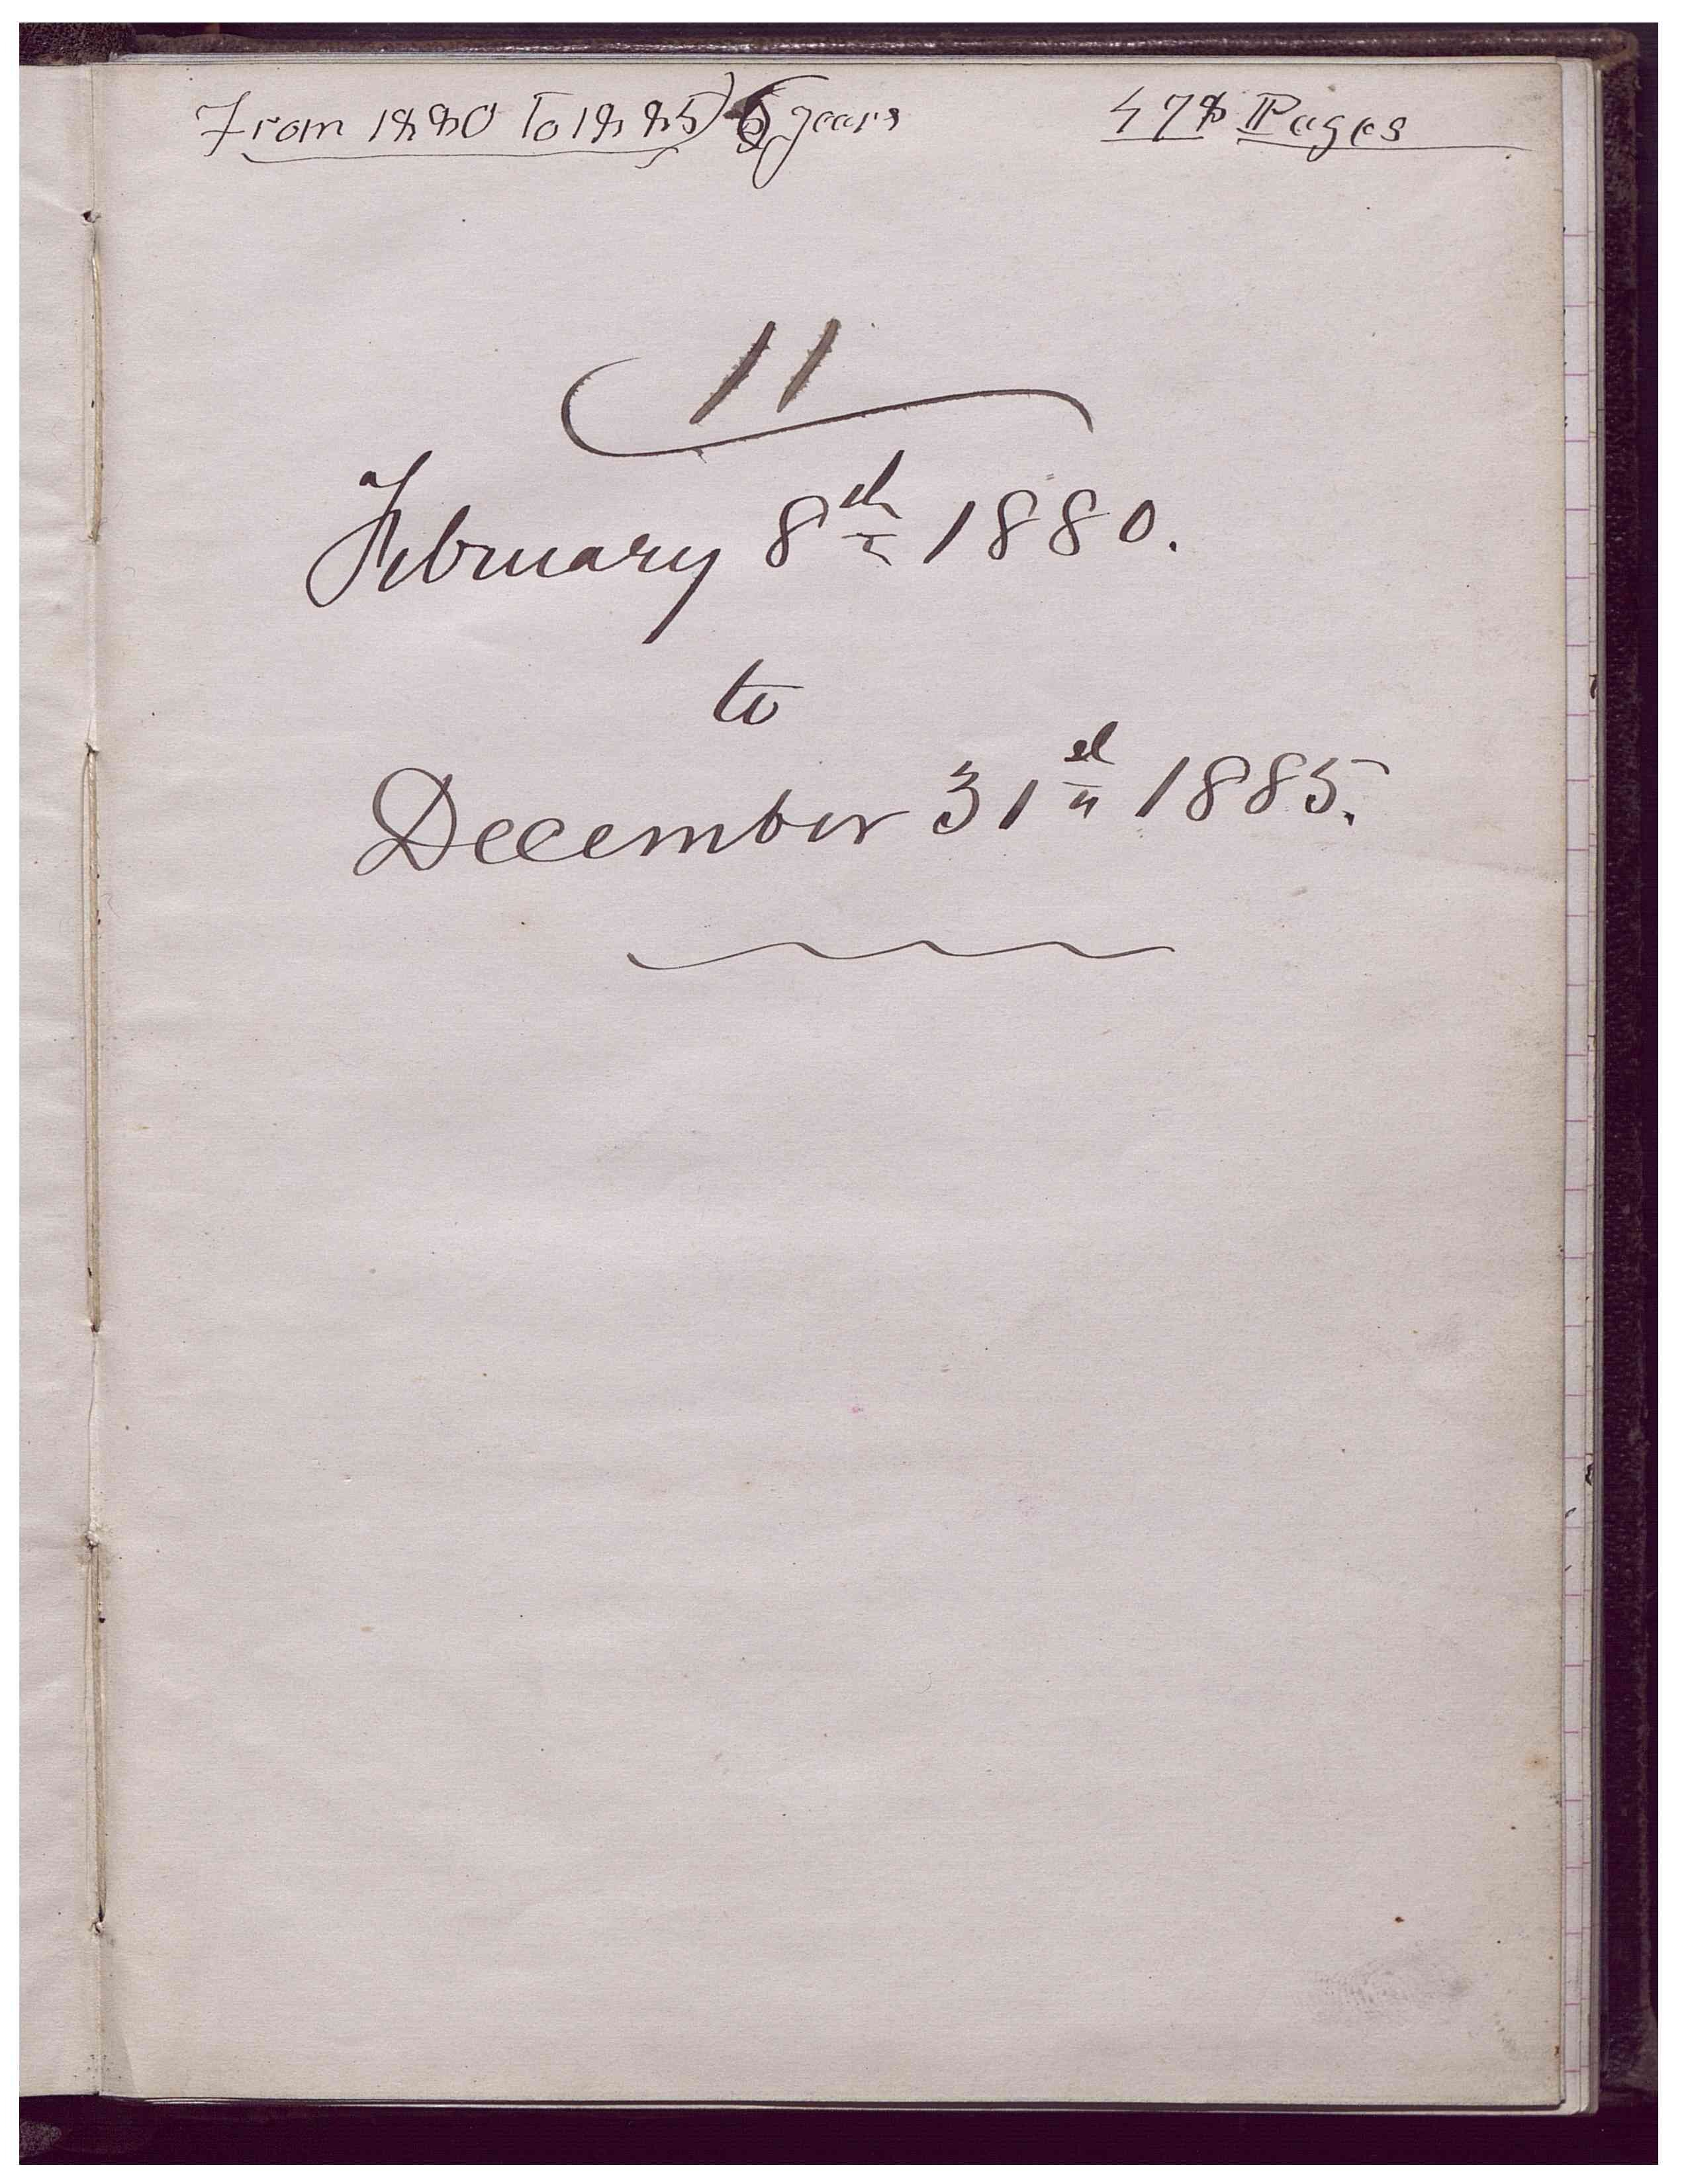 From 1880 To 1885) 6 years 478 Pages
11
February 8th 1880.
to
December 31st 1885.